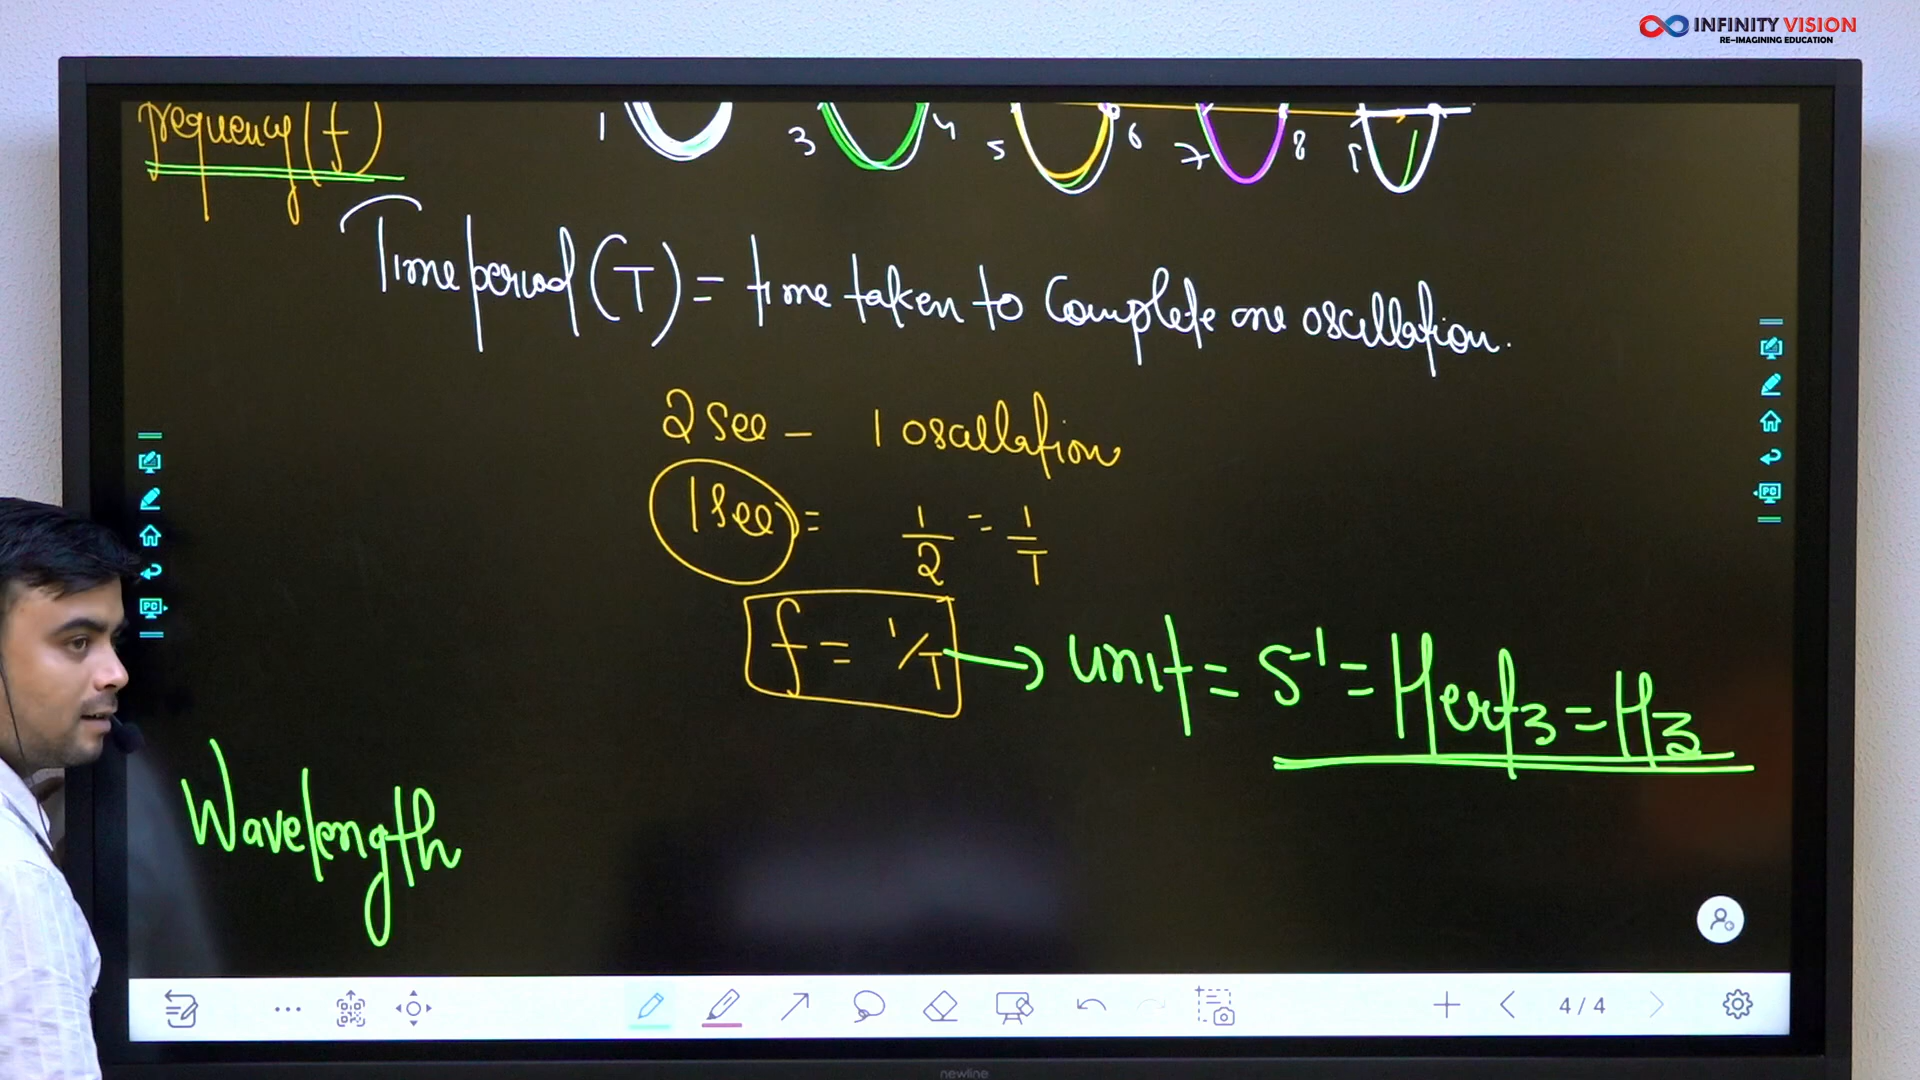 INFINITY VISION
RE-IMAGINING EDUCATION
frequency (f)
1 3 4 5 6 7 8
Time period (T) = time taken to Complete one oscillation.
2 sec - 1 oscillation
1 sec = 1/2 = 1/T
f = 1/T → unit = S⁻¹ = Hertz = Hz
Wavelength
PC
PC
4 / 4
newline